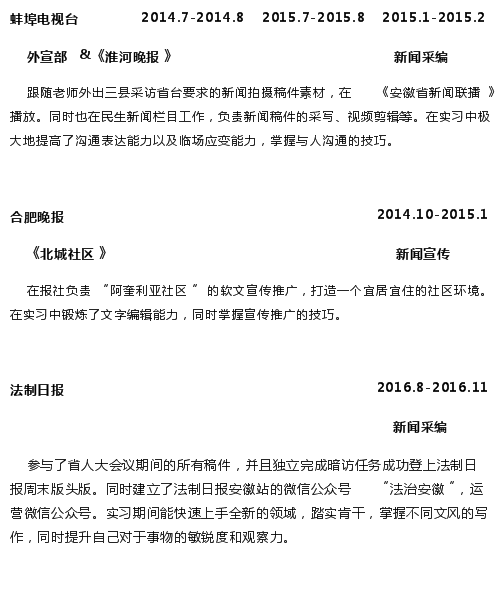 蚌埠电视台 2014.7-2014.8 2015.7-2015.8 2015.1-2015.2
外宣部 &《淮河晚报 》 新闻采编
跟随老师外出三县采访省台要求的新闻拍摄稿件素材，在 《安徽省新闻联播 》
播放。同时也在民生新闻栏目工作，负责新闻稿件的采写、视频剪辑等。在实习中极
大地提高了沟通表达能力以及临场应变能力，掌握与人沟通的技巧。
合肥晚报 2014.10-2015.1
《北城社区 》 新闻宣传
在报社负责 “阿奎利亚社区 ” 的软文宣传推广，打造一个宜居宜住的社区环境。
在实习中锻炼了文字编辑能力，同时掌握宣传推广的技巧。
法制日报 2016.8-2016.11
新闻采编
参与了省人大会议期间的所有稿件，并且独立完成暗访任务成功登上法制日
报周末版头版。同时建立了法制日报安徽站的微信公众号 “法治安徽 ”，运
营微信公众号。实习期间能快速上手全新的领域，踏实肯干，掌握不同文风的写
作，同时提升自己对于事物的敏锐度和观察力。